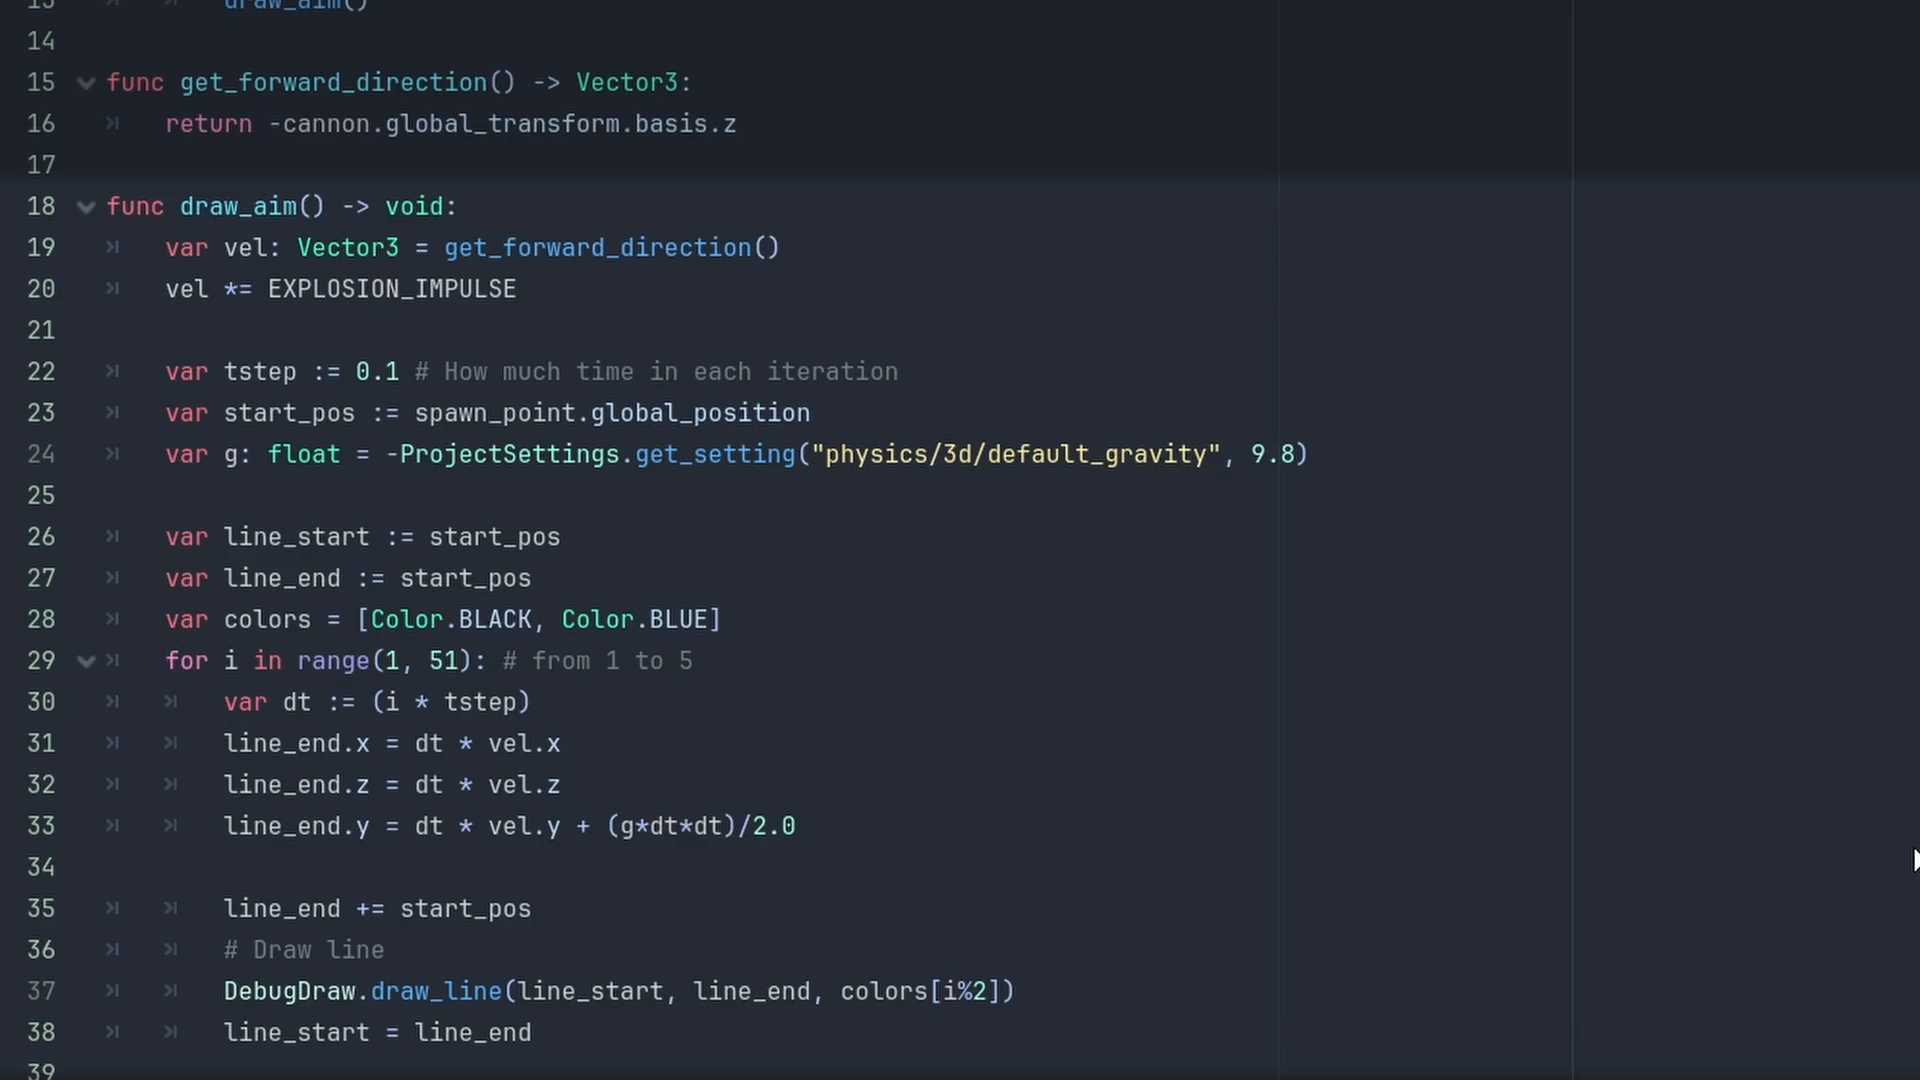 13 draw_aim()
14
15 func get_forward_direction() -> Vector3:
16 return -cannon.global_transform.basis.z
17
18 func draw_aim() -> void:
19 var vel: Vector3 = get_forward_direction()
20 vel *= EXPLOSION_IMPULSE
21
22 var tstep := 0.1 # How much time in each iteration
23 var start_pos := spawn_point.global_position
24 var g: float = -ProjectSettings.get_setting("physics/3d/default_gravity", 9.8)
25
26 var line_start := start_pos
27 var line_end := start_pos
28 var colors = [Color.BLACK, Color.BLUE]
29 for i in range(1, 51): # from 1 to 5
30 var dt := (i * tstep)
31 line_end.x = dt * vel.x
32 line_end.z = dt * vel.z
33 line_end.y = dt * vel.y + (g*dt*dt)/2.0
34
35 line_end += start_pos
36 # Draw line
37 DebugDraw.draw_line(line_start, line_end, colors[i%2])
38 line_start = line_end
39